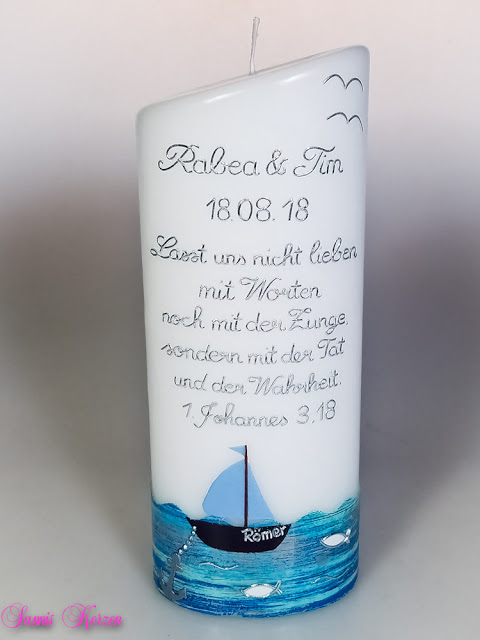 Rabea & Tim
18.08.18
Lasst uns nicht lieben
mit Worten
noch mit der Zunge,
sondern mit der Tat
und der Wahrheit.
1. Johannes 3,18
Römer
Sanni's Kerzen